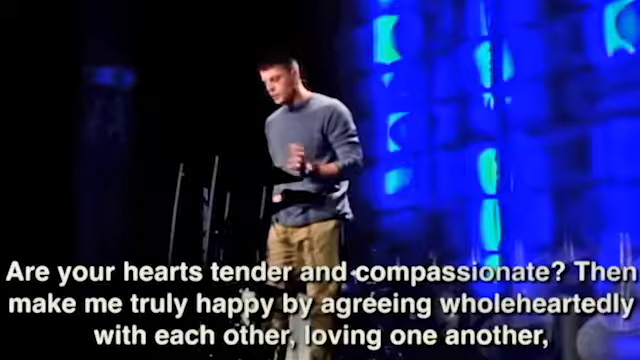 Are your hearts tender and compassionate? Then
make me truly happy by agreeing wholeheartedly
with each other, loving one another,